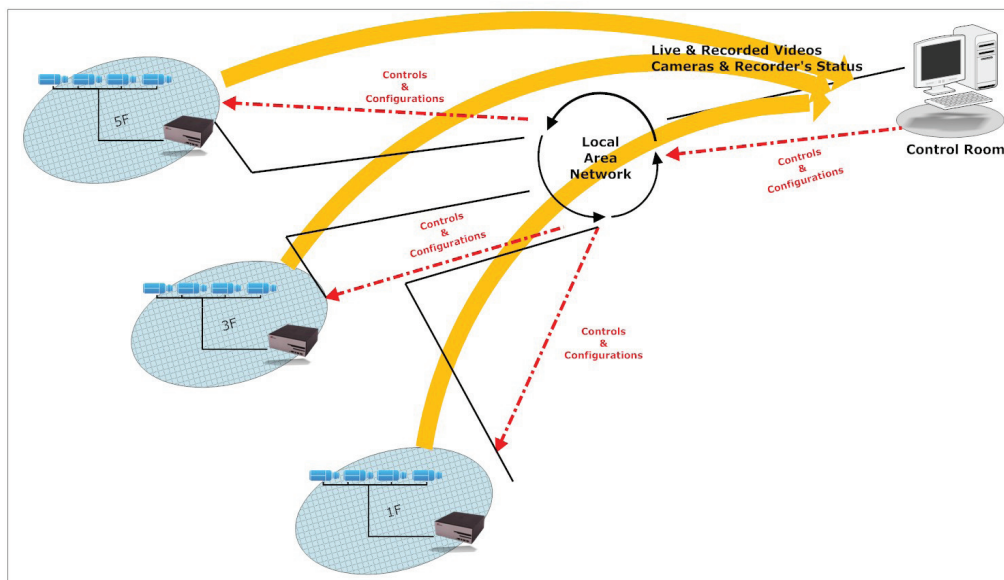 Live & Recorded Videos
Cameras & Recorder's Status
Controls
&
Configurations
5F
Local
Area
Network
Control Room
Controls
&
Configurations
Controls
&
Configurations
3F
Controls
&
Configurations
1F